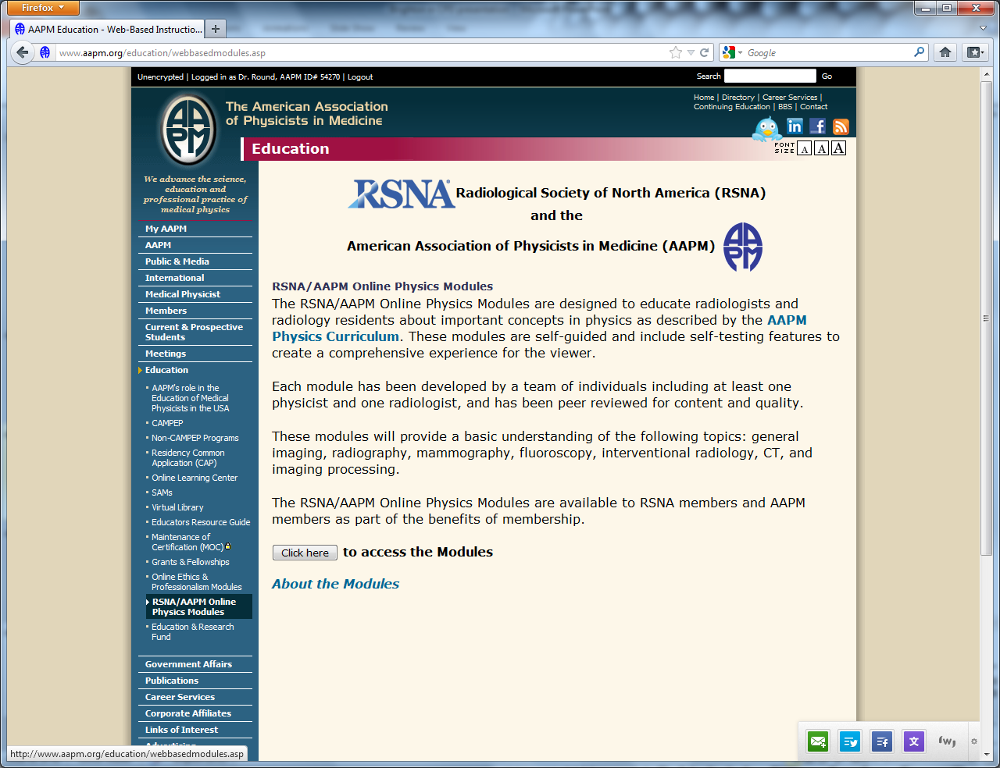 Firefox
AAPM Education - Web-Based Instructio...
www.aapm.org/education/webbasedmodules.asp
Google
Unencrypted | Logged in as Dr. Round, AAPM ID# 54270 | Logout
Search
Go
AAPM
The American Association
of Physicists in Medicine
Home | Directory | Career Services |
Continuing Education | BBS | Contact
in f
Education
FONT
SIZE A A A
We advance the science,
education and
professional practice of
medical physics
My AAPM
AAPM
Public & Media
International
Medical Physicist
Members
Current & Prospective
Students
Meetings
Education
AAPM's role in the
Education of Medical
Physicists in the USA
CAMPEP
Non-CAMPEP Programs
Residency Common
Application (CAP)
Online Learning Center
SAMs
Virtual Library
Educators Resource Guide
Maintenance of
Certification (MOC)
Grants & Fellowships
Online Ethics &
Professionalism Modules
RSNA/AAPM Online
Physics Modules
Education & Research
Fund
Government Affairs
Publications
Career Services
Corporate Affiliates
Links of Interest
Advertising
RSNA Radiological Society of North America (RSNA)
and the
American Association of Physicists in Medicine (AAPM) AAPM
RSNA/AAPM Online Physics Modules
The RSNA/AAPM Online Physics Modules are designed to educate radiologists and
radiology residents about important concepts in physics as described by the AAPM
Physics Curriculum. These modules are self-guided and include self-testing features to
create a comprehensive experience for the viewer.
Each module has been developed by a team of individuals including at least one
physicist and one radiologist, and has been peer reviewed for content and quality.
These modules will provide a basic understanding of the following topics: general
imaging, radiography, mammography, fluoroscopy, interventional radiology, CT, and
imaging processing.
The RSNA/AAPM Online Physics Modules are available to RSNA members and AAPM
members as part of the benefits of membership.
Click here to access the Modules
About the Modules
http://www.aapm.org/education/webbasedmodules.asp
文 (w)